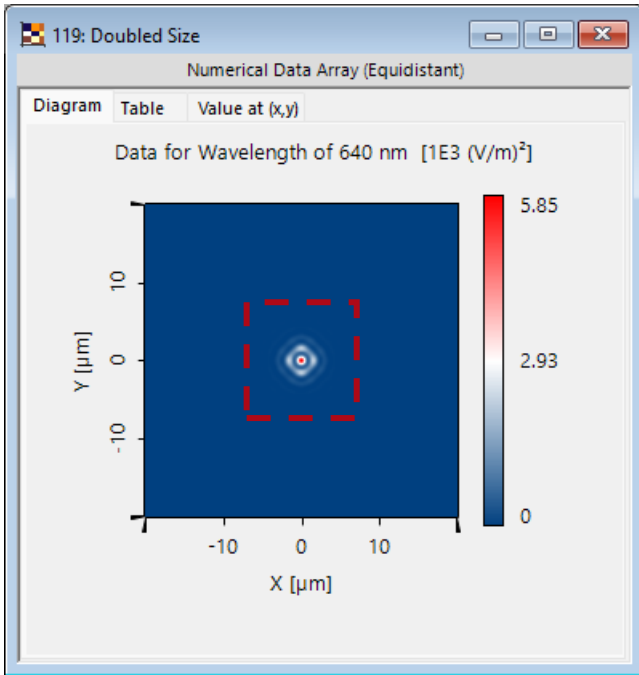 119: Doubled Size
Numerical Data Array (Equidistant)
Diagram Table Value at (x,y)
Data for Wavelength of 640 nm [1E3 (V/m)²]
5.85
10
Y [µm]
0
2.93
-10
0
-10 0 10
X [µm]